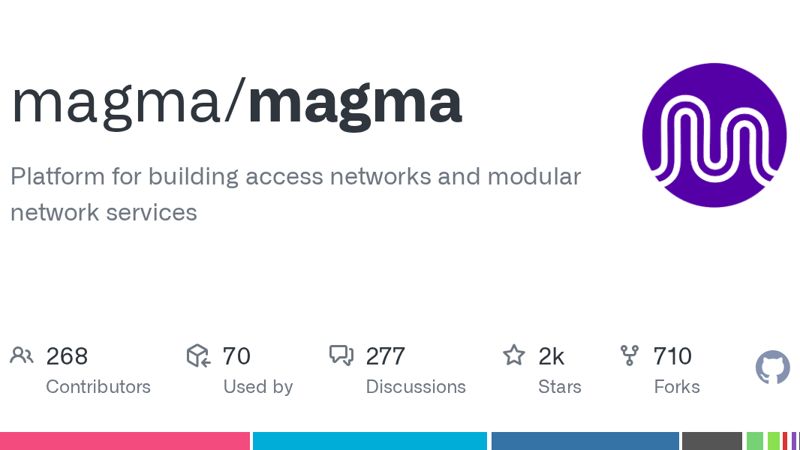 magma/magma
Platform for building access networks and modular
network services
268 70 277 2k 710
Contributors Used by Discussions Stars Forks